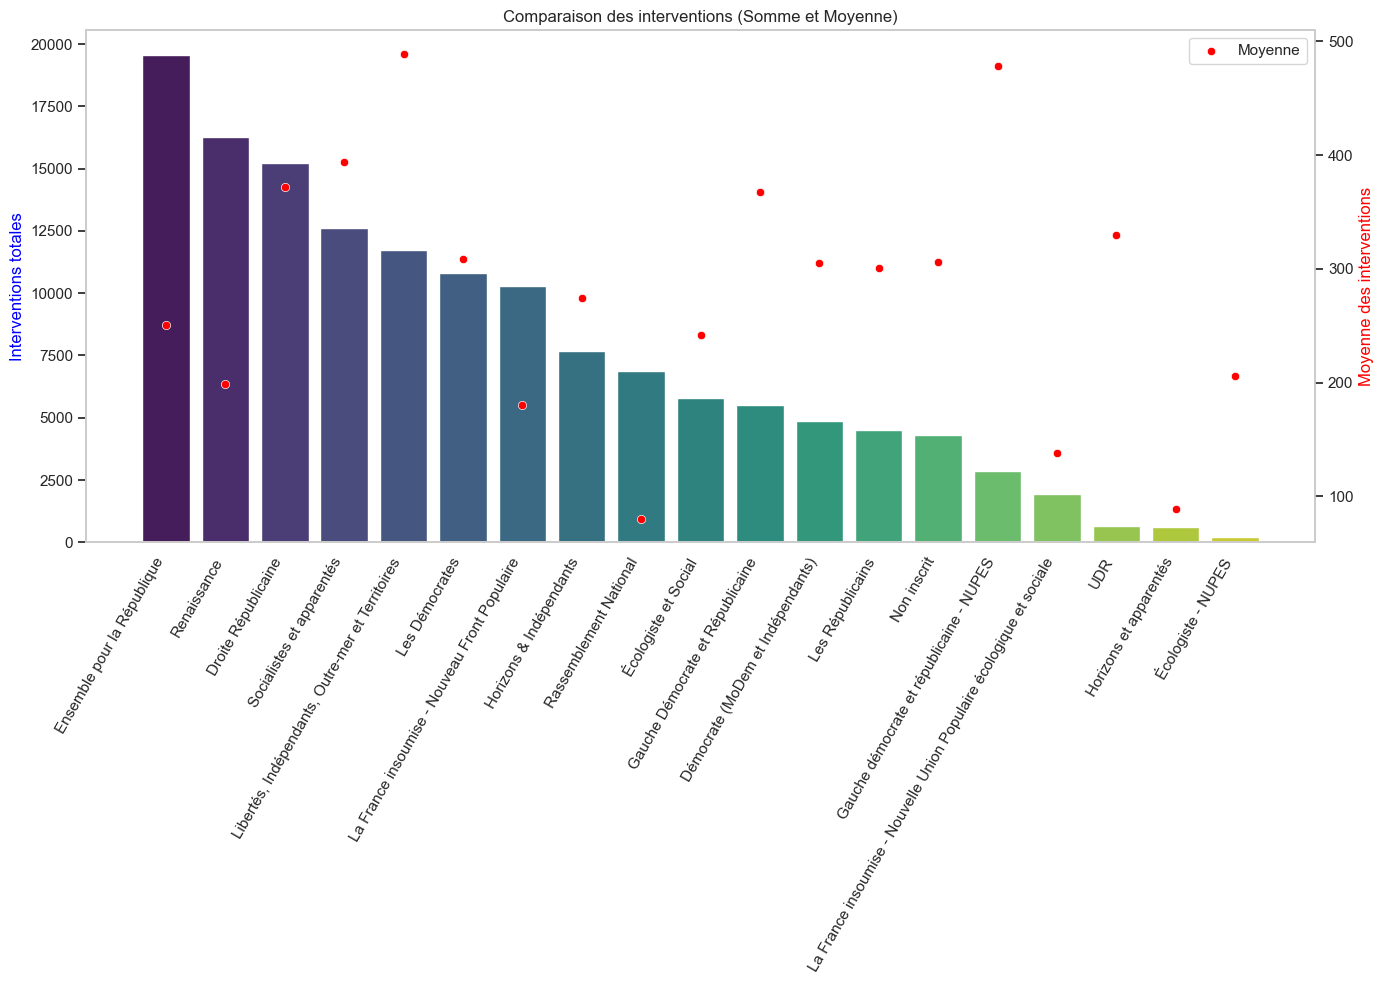 Comparaison des interventions (Somme et Moyenne)
Moyenne
Interventions totales
20000
17500
15000
12500
10000
7500
5000
2500
0
500
400
300
200
100
Moyenne des interventions
Ensemble pour la République
Renaissance
Droite Républicaine
Socialistes et apparentés
Libertés, Indépendants, Outre-mer et Territoires
Les Démocrates
La France insoumise - Nouveau Front Populaire
Horizons & Indépendants
Rassemblement National
Écologiste et Social
Gauche Démocrate et Républicaine
Démocrate (MoDem et Indépendants)
Les Républicains
Non inscrit
Gauche démocrate et républicaine - NUPES
La France insoumise - Nouvelle Union Populaire écologique et sociale
UDR
Horizons et apparentés
Écologiste - NUPES